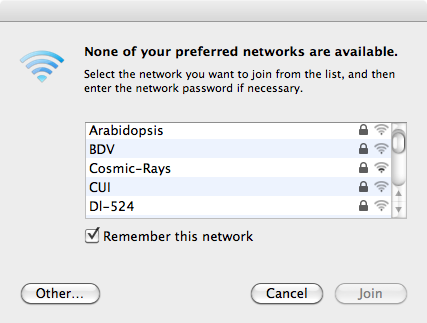 None of your preferred networks are available.
Select the network you want to join from the list, and then
enter the network password if necessary.
Arabidopsis
BDV
Cosmic-Rays
CUI
Dl-524
Remember this network
Other...
Cancel
Join